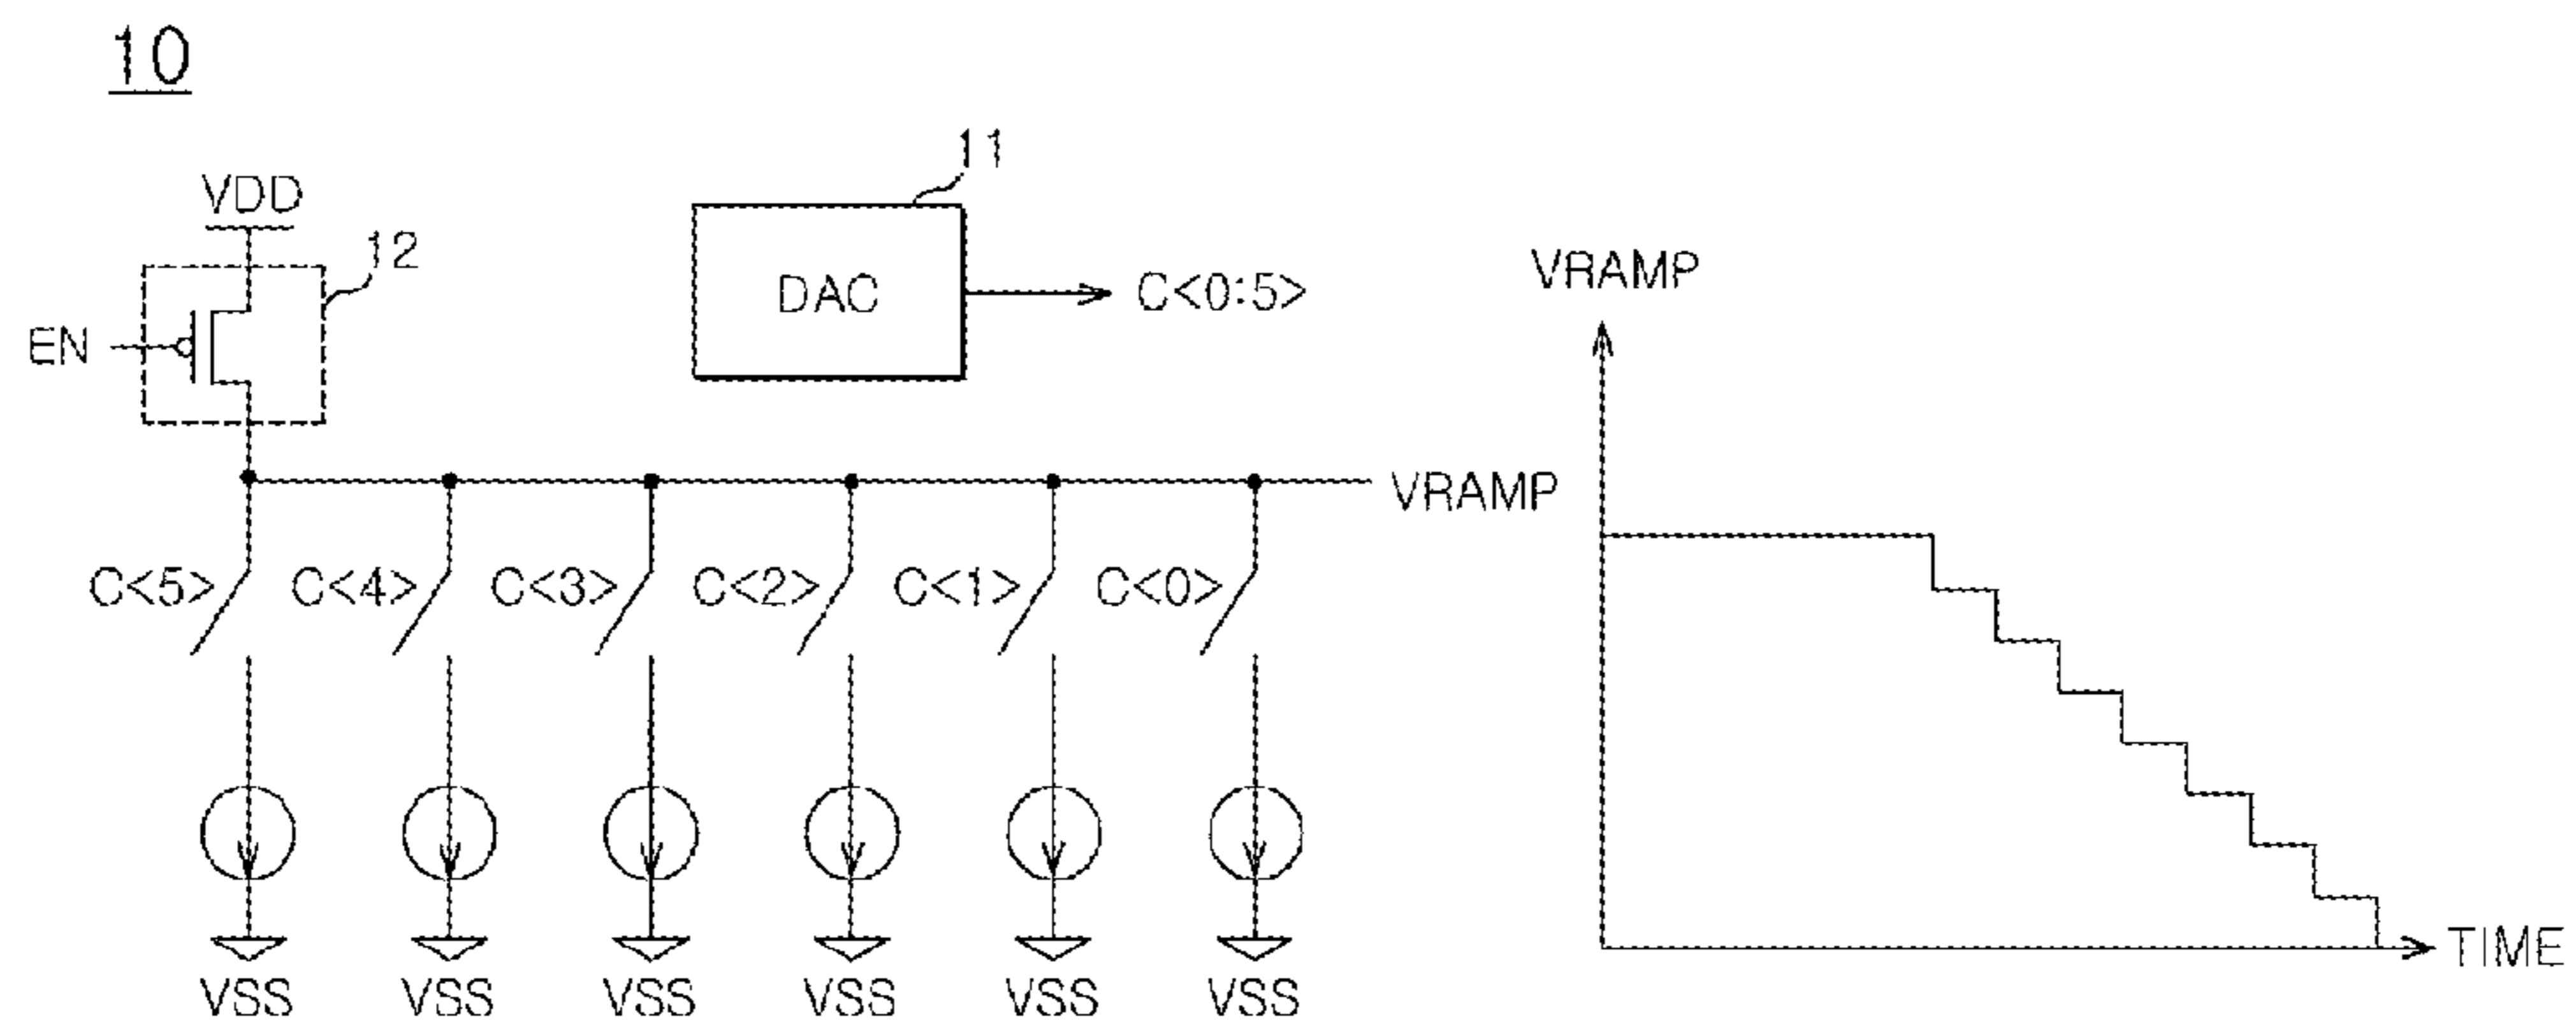 10
11
VDD
12
DAC
C<0:5>
VRAMP
EN
VRAMP
C<5> C<4> C<3> C<2> C<1> C<0>
TIME
VSS VSS VSS VSS VSS VSS